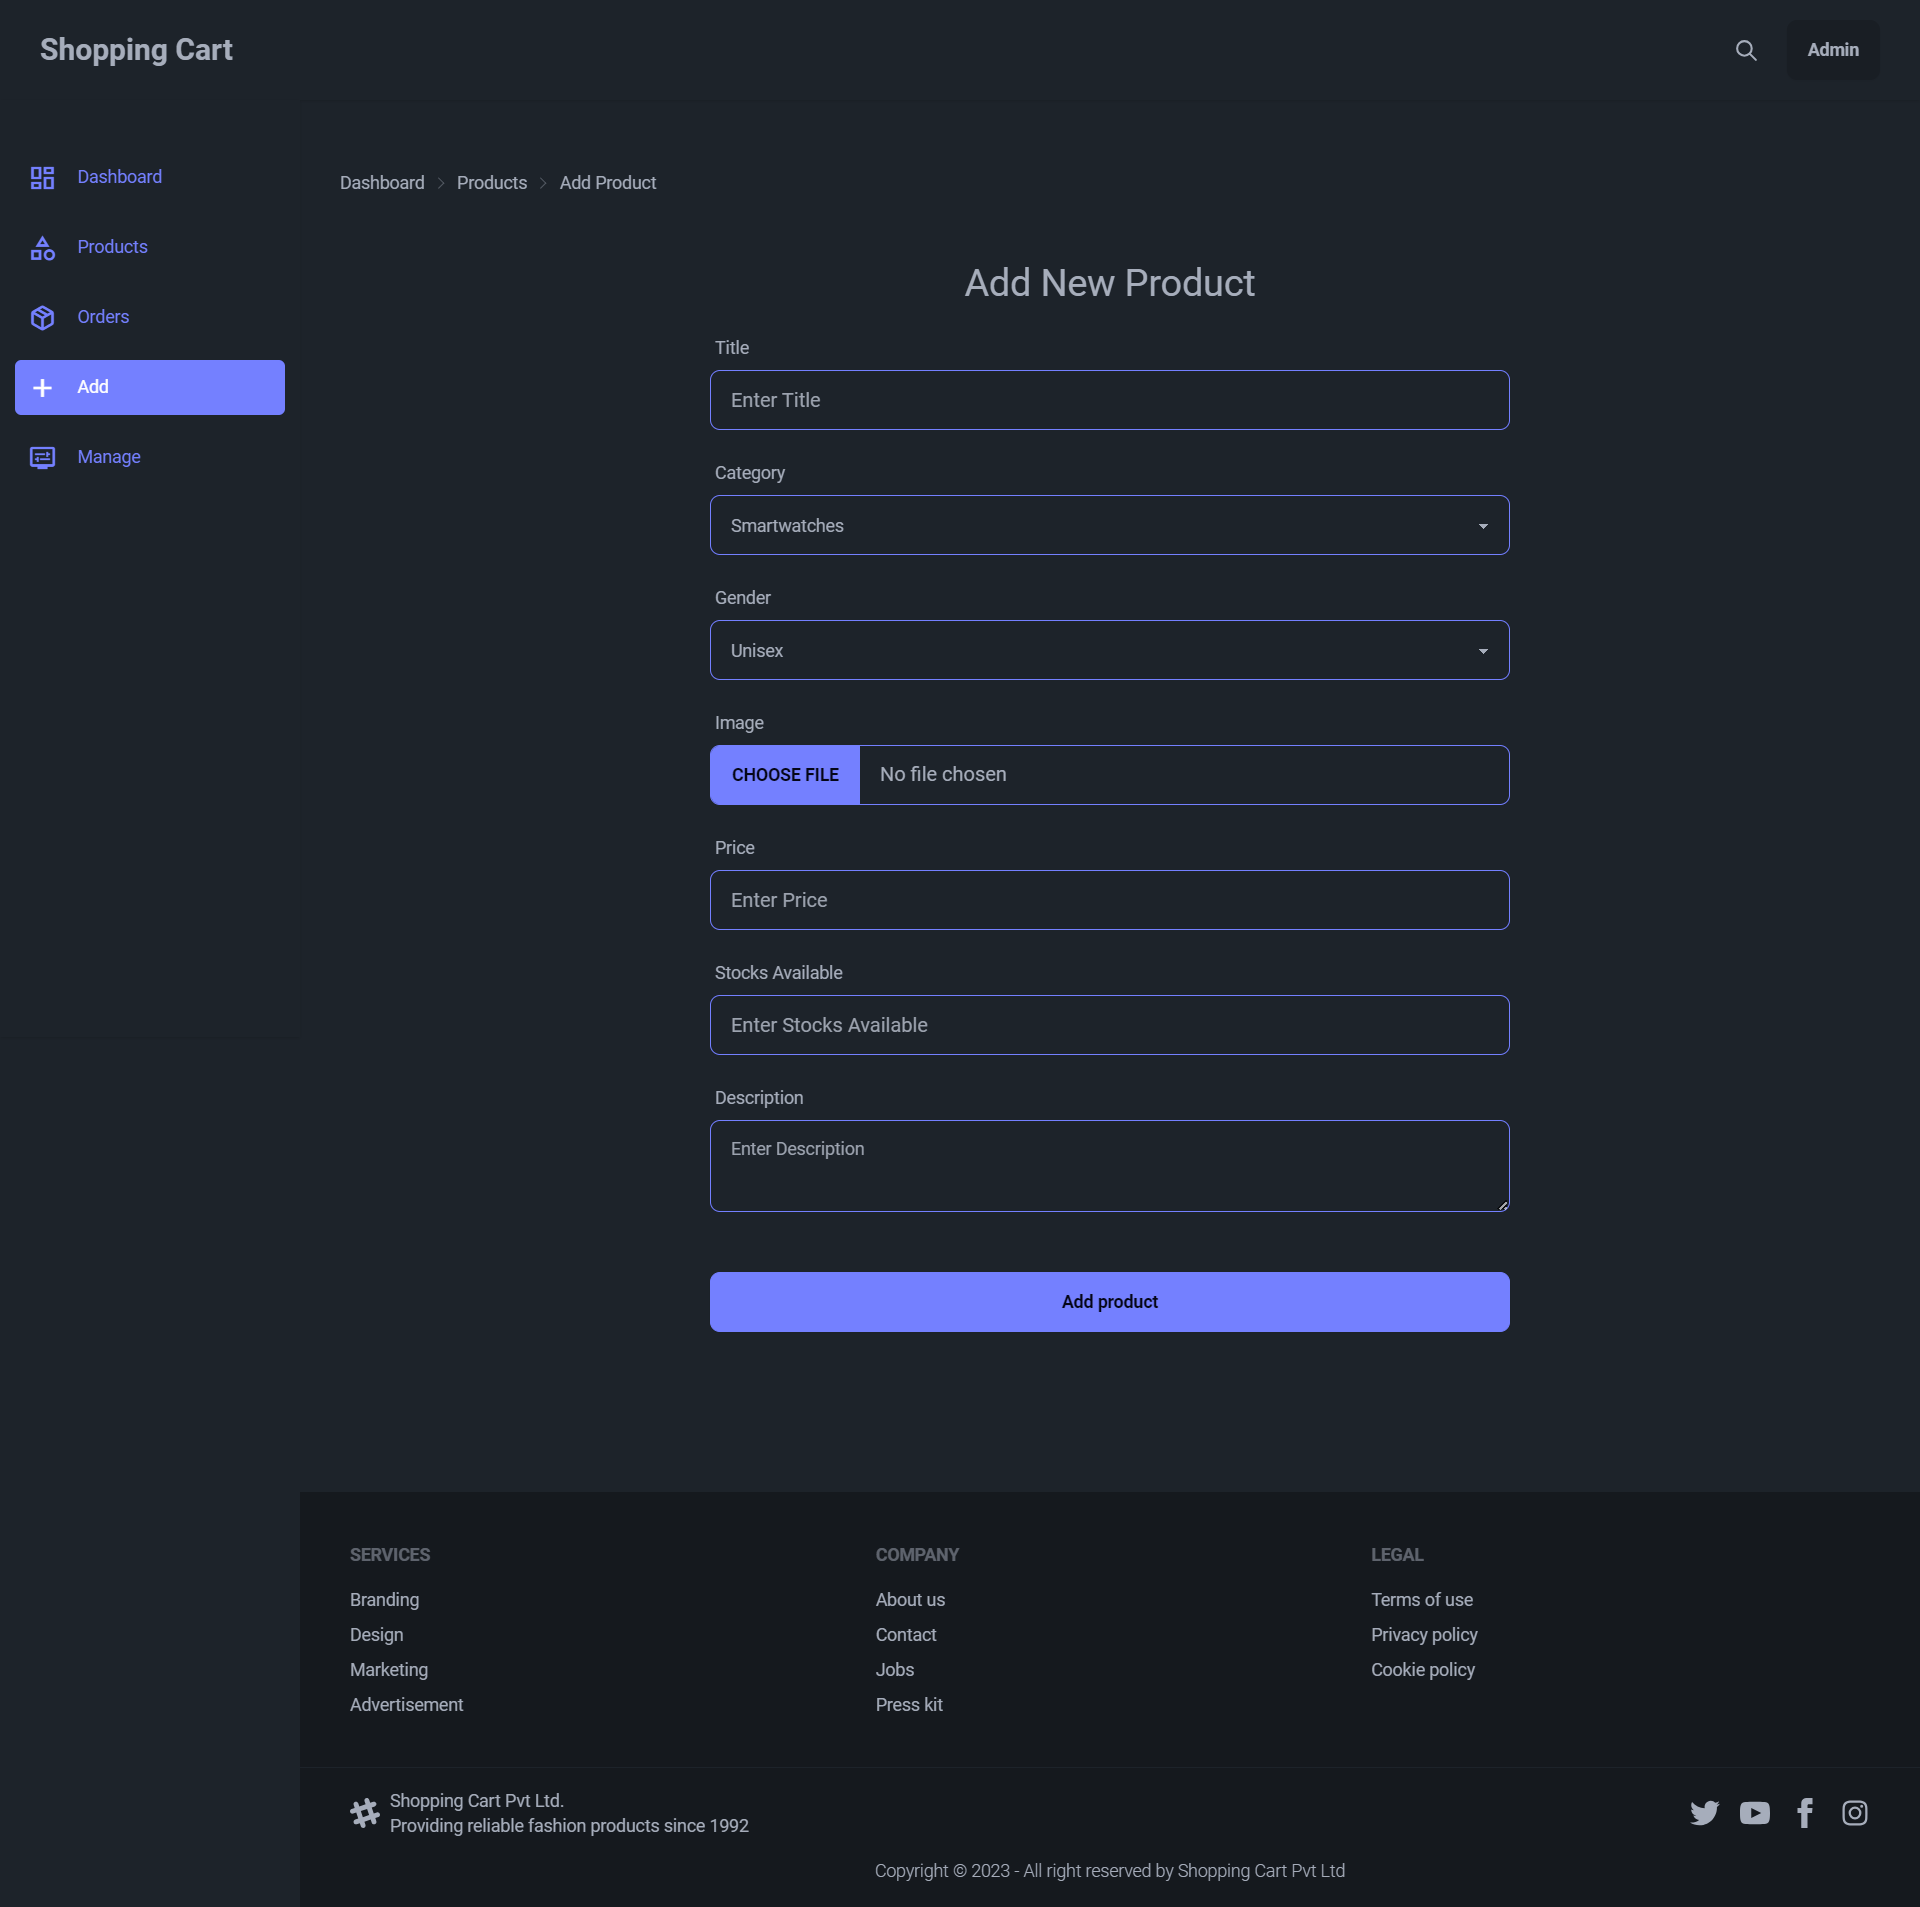 Shopping Cart
Admin
Dashboard
Products
Orders
Add
Manage
Dashboard Products Add Product
Add New Product
Title
Enter Title
Category
Smartwatches
Gender
Unisex
Image
CHOOSE FILE No file chosen
Price
Enter Price
Stocks Available
Enter Stocks Available
Description
Enter Description
Add product
SERVICES
Branding
Design
Marketing
Advertisement
COMPANY
About us
Contact
Jobs
Press kit
LEGAL
Terms of use
Privacy policy
Cookie policy
Shopping Cart Pvt Ltd.
Providing reliable fashion products since 1992
Copyright © 2023 - All right reserved by Shopping Cart Pvt Ltd